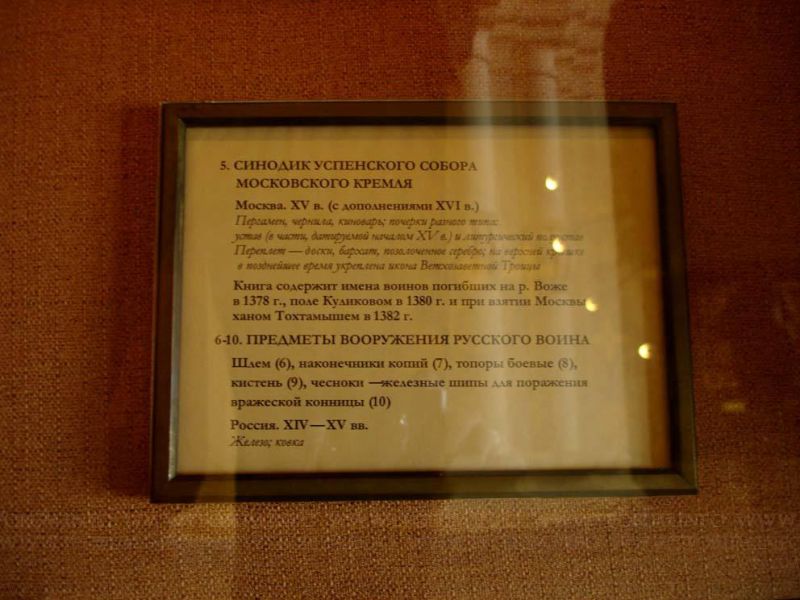 5. СИНОДИК УСПЕНСКОГО СОБОРА
МОСКОВСКОГО КРЕМЛЯ
Москва. XV в. (с дополнениями XVI в.)
Пергамен, чернила, киноварь; почерки разного типа:
устав (в части, датируемой началом XV в.) и литургический полуустав
Переплет — доски, бархат, позолоченное серебро; на верхней крышке
в позднейшее время укреплена икона Ветхозаветной Троицы
Книга содержит имена воинов погибших на р. Воже
в 1378 г., поле Куликовом в 1380 г. и при взятии Москвы
ханом Тохтамышем в 1382 г.
6-10. ПРЕДМЕТЫ ВООРУЖЕНИЯ РУССКОГО ВОИНА
Шлем (6), наконечники копий (7), топоры боевые (8),
кистень (9), чесноки —железные шипы для поражения
вражеской конницы (10)
Россия. XIV—XV вв.
Железо; ковка